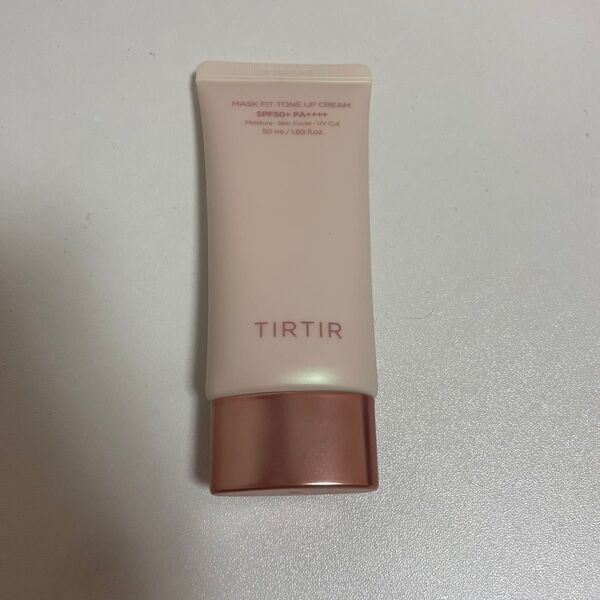 MASK FIT TONE UP CREAM
SPF50+ PA++++
Moisture · Skin Cover · UV Cut
50 ml / 1.69 fl.oz.
TIRTIR